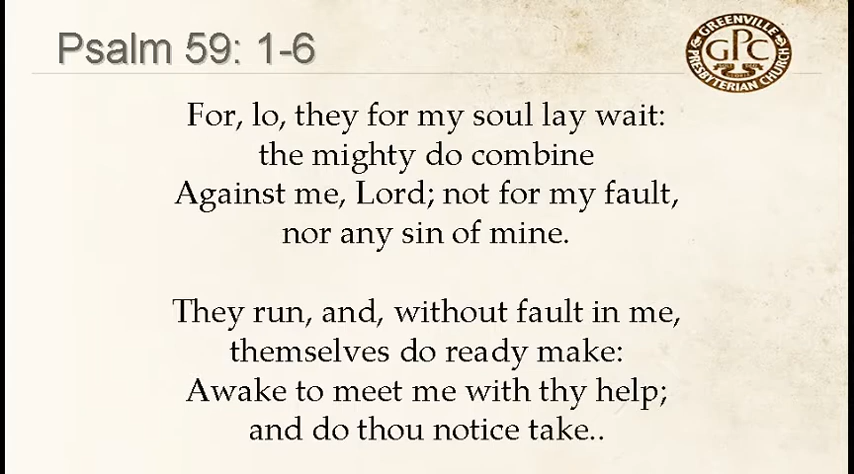 Psalm 59: 1-6
GREENVILLE
GPC
PRESBYTERIAN CHURCH
For, lo, they for my soul lay wait:
the mighty do combine
Against me, Lord; not for my fault,
nor any sin of mine.
They run, and, without fault in me,
themselves do ready make:
Awake to meet me with thy help;
and do thou notice take..